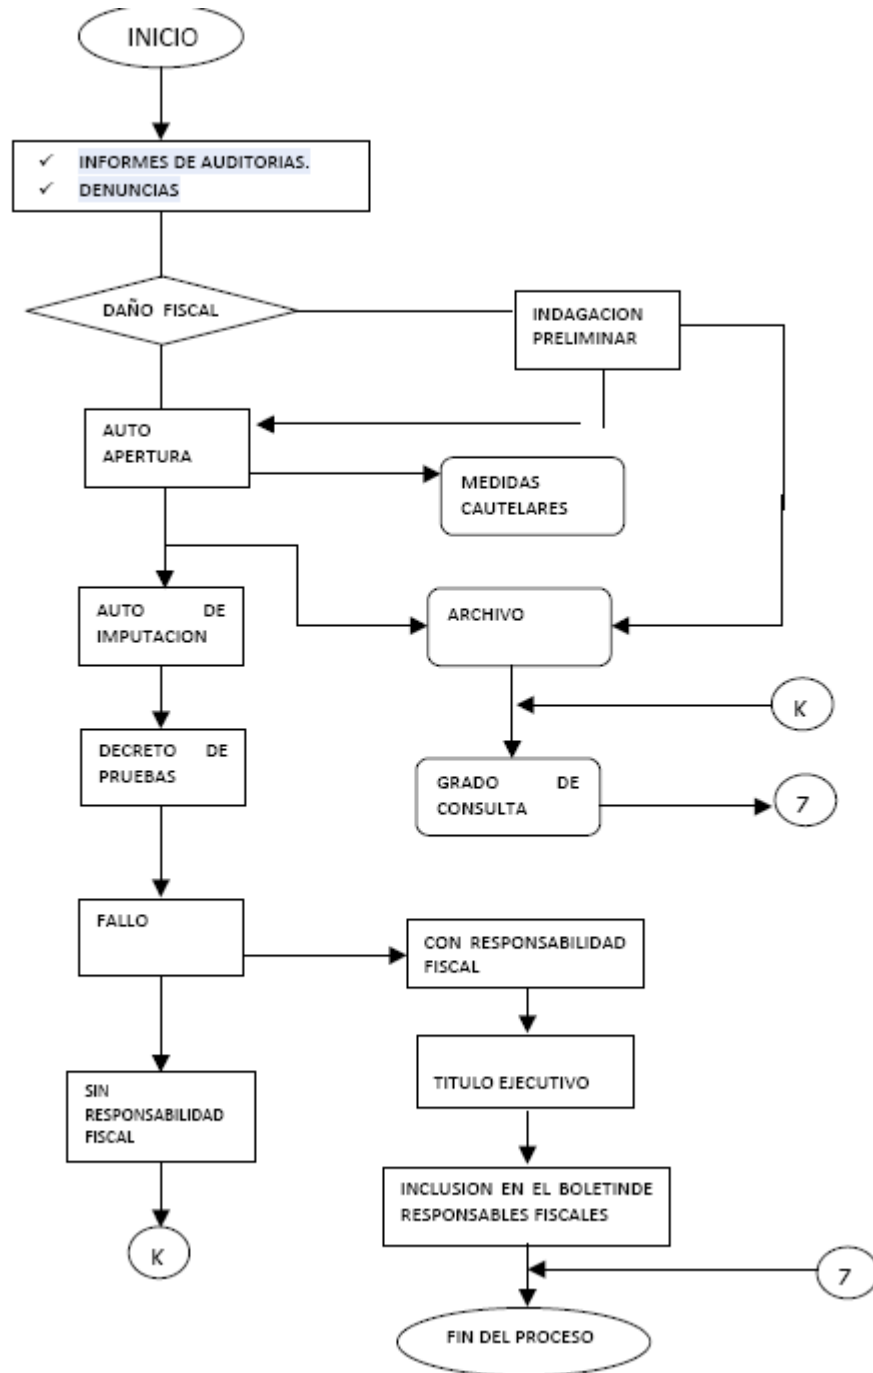 INICIO
✓ INFORMES DE AUDITORIAS.
✓ DENUNCIAS
DAÑO FISCAL
INDAGACION
PRELIMINAR
AUTO
APERTURA
MEDIDAS
CAUTELARES
AUTO DE
IMPUTACION
ARCHIVO
K
DECRETO DE
PRUEBAS
GRADO DE
CONSULTA
7
FALLO
CON RESPONSABILIDAD
FISCAL
TITULO EJECUTIVO
SIN
RESPONSABILIDAD
FISCAL
INCLUSION EN EL BOLETINDE
RESPONSABLES FISCALES
K
7
FIN DEL PROCESO